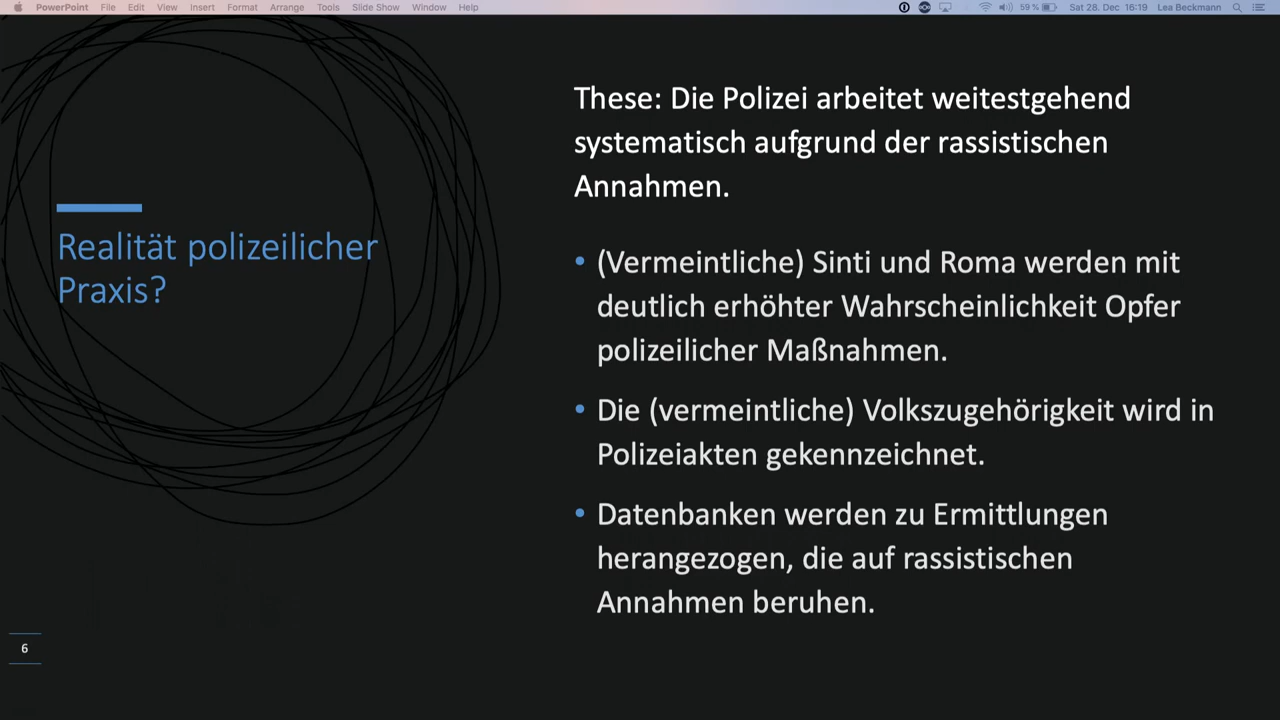 PowerPoint File Edit View Insert Format Arrange Tools Slide Show Window Help 59 % Sat 28. Dec 16:19 Lea Beckmann
Realität polizeilicher
Praxis?
These: Die Polizei arbeitet weitestgehend
systematisch aufgrund der rassistischen
Annahmen.
• (Vermeintliche) Sinti und Roma werden mit
deutlich erhöhter Wahrscheinlichkeit Opfer
polizeilicher Maßnahmen.
• Die (vermeintliche) Volkszugehörigkeit wird in
Polizeiakten gekennzeichnet.
• Datenbanken werden zu Ermittlungen
herangezogen, die auf rassistischen
Annahmen beruhen.
6